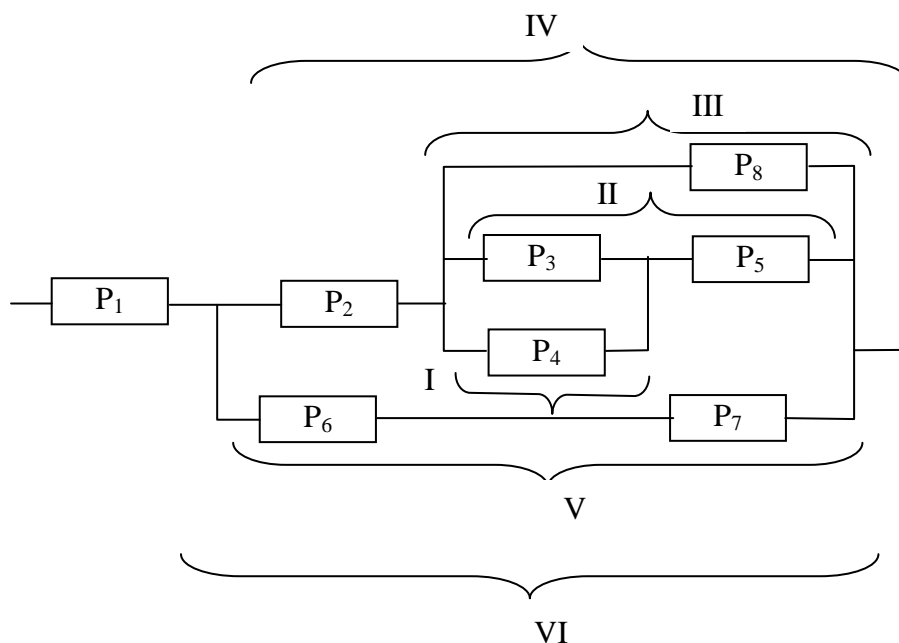 IV
III
P₈
II
P₃ P₅
P₁ P₂
P₄
I
P₆ P₇
V
VI